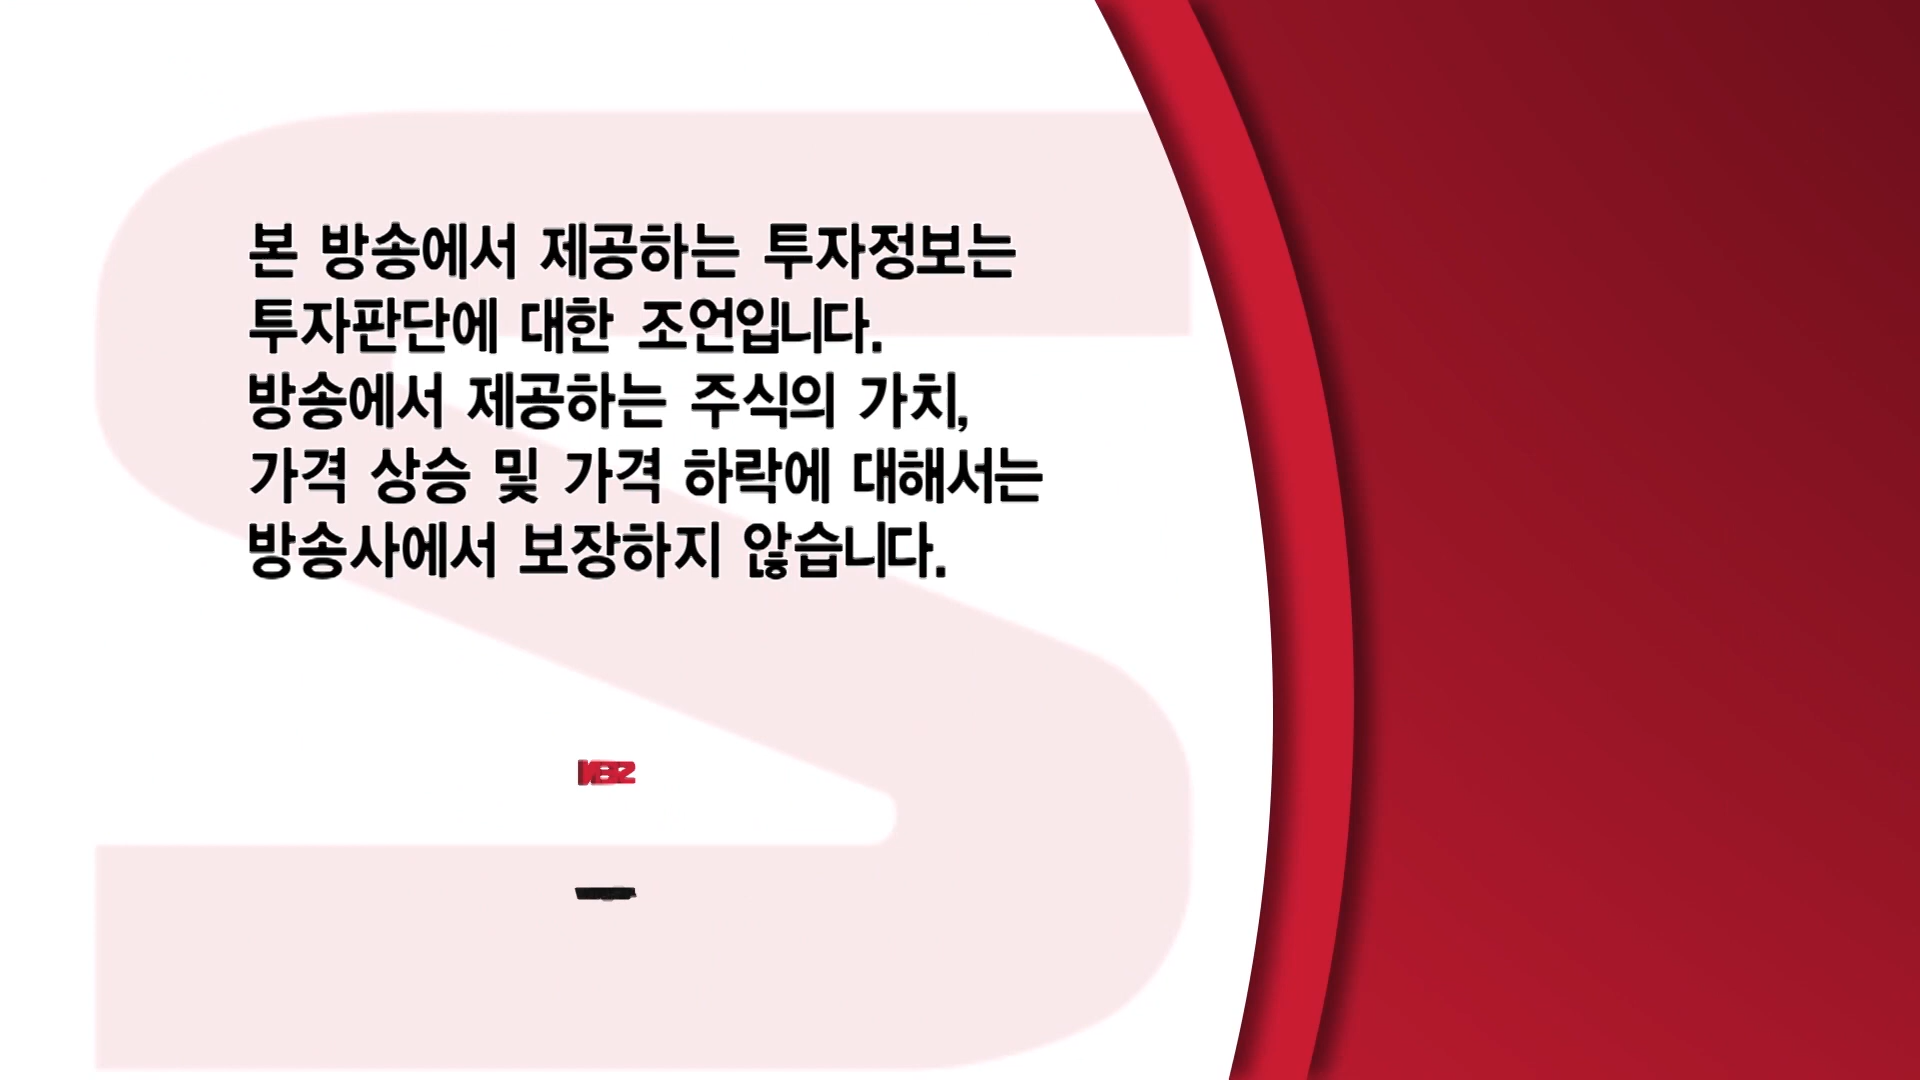 본 방송에서 제공하는 투자정보는
투자판단에 대한 조언입니다.
방송에서 제공하는 주식의 가치,
가격 상승 및 가격 하락에 대해서는
방송사에서 보장하지 않습니다.